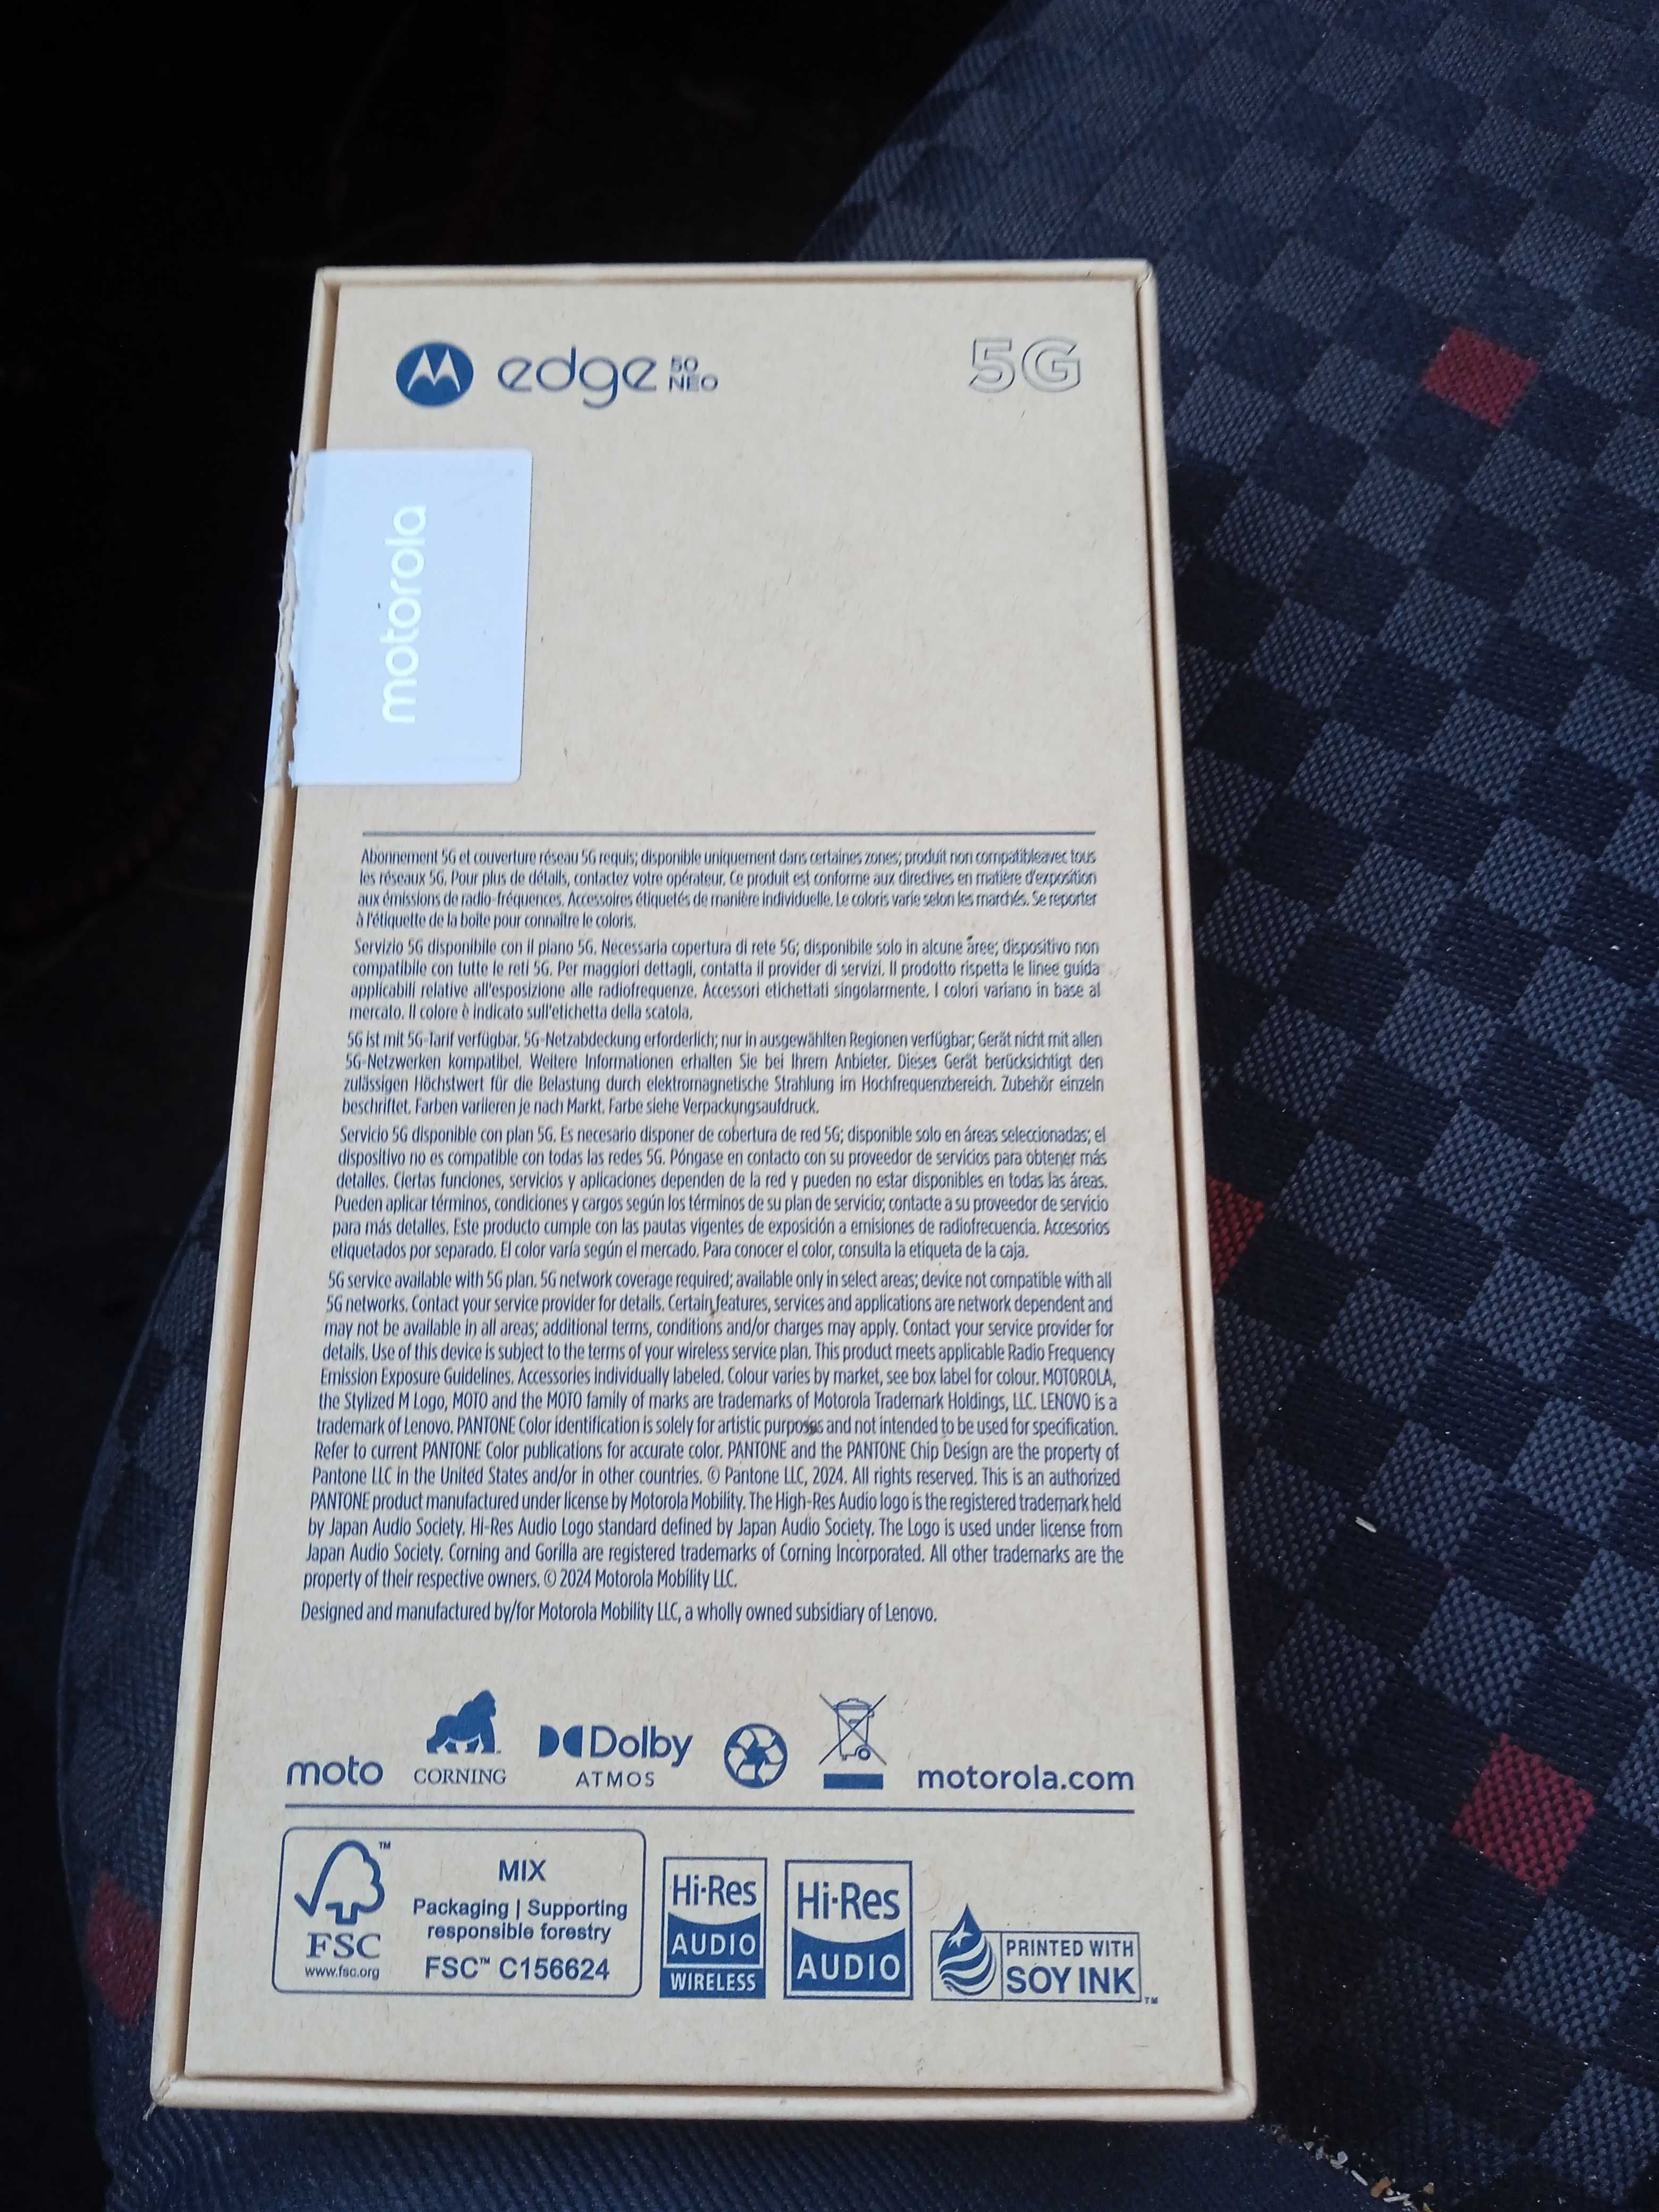 edge 50 NEO
5G
motorola
Abonnement 5G et couverture réseau 5G requis; disponible uniquement dans certaines zones; produit non compatibleavec tous
les réseaux 5G. Pour plus de détails, contactez votre opérateur. Ce produit est conforme aux directives en matière d'exposition
aux émissions de radio-fréquences. Accessoires étiquetés de manière individuelle. Le coloris varie selon les marchés. Se reporter
à l'étiquette de la boîte pour connaître le coloris.
Servizio 5G disponibile con il piano 5G. Necessaria copertura di rete 5G; disponibile solo in alcune aree; dispositivo non
compatibile con tutte le reti 5G. Per maggiori dettagli, contatta il provider di servizi. Il prodotto rispetta le linee guida
applicabili relative all'esposizione alle radiofrequenze. Accessori etichettati singolarmente. I colori variano in base al
mercato. Il colore è indicato sull'etichetta della scatola.
5G ist mit 5G-Tarif verfügbar. 5G-Netzabdeckung erforderlich; nur in ausgewählten Regionen verfügbar; Gerät nicht mit allen
5G-Netzwerken kompatibel. Weitere Informationen erhalten Sie bei Ihrem Anbieter. Dieses Gerät berücksichtigt den
zulässigen Höchstwert für die Belastung durch elektromagnetische Strahlung im Hochfrequenzbereich. Zubehör einzeln
beschriftet. Farben variieren je nach Markt. Farbe siehe Verpackungsaufdruck.
Servicio 5G disponible con plan 5G. Es necesario disponer de cobertura de red 5G; disponible solo en áreas seleccionadas; el
dispositivo no es compatible con todas las redes 5G. Póngase en contacto con su proveedor de servicios para obtener más
detalles. Ciertas funciones, servicios y aplicaciones dependen de la red y pueden no estar disponibles en todas las áreas.
Pueden aplicar términos, condiciones y cargos según los términos de su plan de servicio; contacte a su proveedor de servicio
para más detalles. Este producto cumple con las pautas vigentes de exposición a emisiones de radiofrecuencia. Accesorios
etiquetados por separado. El color varía según el mercado. Para conocer el color, consulta la etiqueta de la caja.
5G service available with 5G plan. 5G network coverage required; available only in select areas; device not compatible with all
5G networks. Contact your service provider for details. Certain features, services and applications are network dependent and
may not be available in all areas; additional terms, conditions and/or charges may apply. Contact your service provider for
details. Use of this device is subject to the terms of your wireless service plan. This product meets applicable Radio Frequency
Emission Exposure Guidelines. Accessories individually labeled. Colour varies by market, see box label for colour. MOTOROLA,
the Stylized M Logo, MOTO and the MOTO family of marks are trademarks of Motorola Trademark Holdings, LLC. LENOVO is a
trademark of Lenovo. PANTONE Color identification is solely for artistic purposes and not intended to be used for specification.
Refer to current PANTONE Color publications for accurate color. PANTONE and the PANTONE Chip Design are the property of
Pantone LLC in the United States and/or in other countries. © Pantone LLC, 2024. All rights reserved. This is an authorized
PANTONE product manufactured under license by Motorola Mobility. The High-Res Audio logo is the registered trademark held
by Japan Audio Society. Hi-Res Audio Logo standard defined by Japan Audio Society. The Logo is used under license from
Japan Audio Society. Corning and Gorilla are registered trademarks of Corning Incorporated. All other trademarks are the
property of their respective owners. © 2024 Motorola Mobility LLC.
Designed and manufactured by/for Motorola Mobility LLC, a wholly owned subsidiary of Lenovo.
moto
CORNING
Dolby
ATMOS
motorola.com
FSC
www.fsc.org
MIX
Packaging | Supporting
responsible forestry
FSC™ C156624
Hi-Res
AUDIO
WIRELESS
Hi-Res
AUDIO
PRINTED WITH
SOY INK™